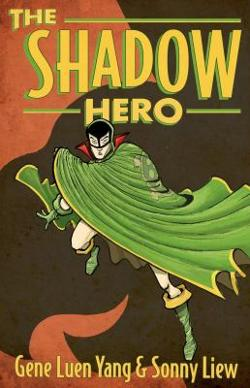 THE
SHADOW
HERO
Gene Luen Yang & Sonny Liew